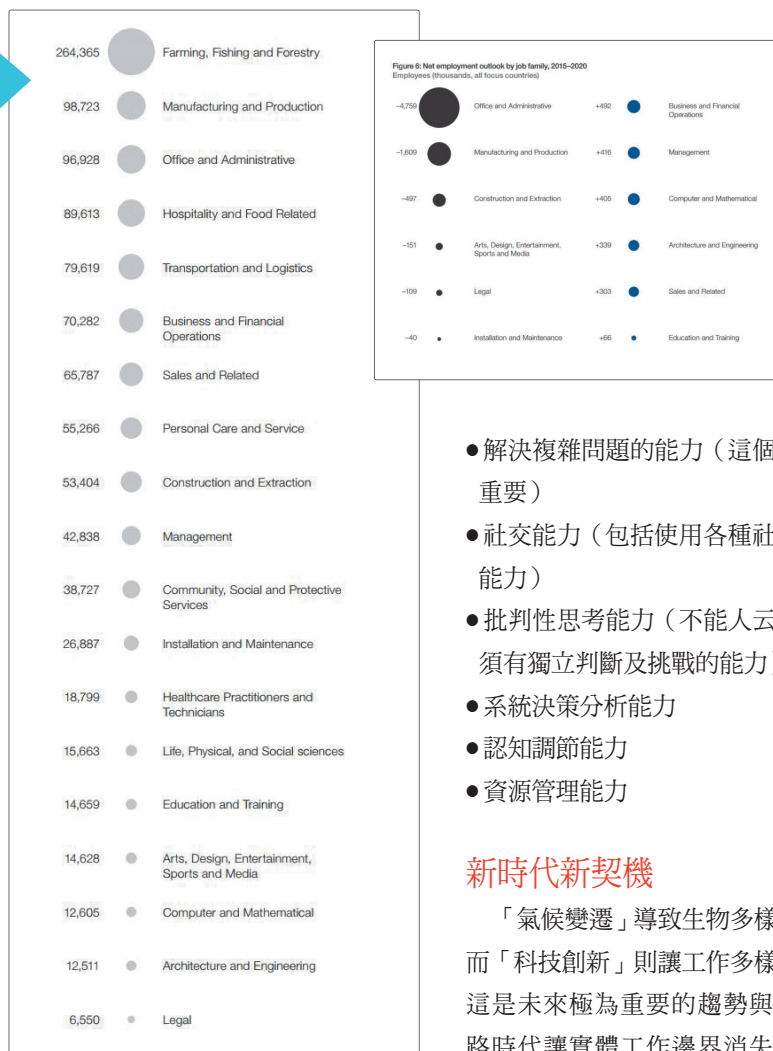 264,365 Farming, Fishing and Forestry
98,723 Manufacturing and Production
96,928 Office and Administrative
89,613 Hospitality and Food Related
79,619 Transportation and Logistics
70,282 Business and Financial
Operations
65,787 Sales and Related
55,266 Personal Care and Service
53,404 Construction and Extraction
42,838 Management
38,727 Community, Social and Protective
Services
26,887 Installation and Maintenance
18,799 Healthcare Practitioners and
Technicians
15,663 Life, Physical, and Social sciences
14,659 Education and Training
14,628 Arts, Design, Entertainment,
Sports and Media
12,605 Computer and Mathematical
12,511 Architecture and Engineering
6,550 Legal
Figure 6: Net employment outlook by job family, 2015–2020
Employees (thousands, all focus countries)
–4,759 Office and Administrative
–1,609 Manufacturing and Production
–497 Construction and Extraction
–151 Arts, Design, Entertainment,
Sports and Media
–109 Legal
–40 Installation and Maintenance
+492 Business and Financial
Operations
+416 Management
+405 Computer and Mathematical
+339 Architecture and Engineering
+303 Sales and Related
+66 Education and Training
●解決複雜問題的能力（這個
重要）
●社交能力（包括使用各種社
能力）
●批判性思考能力（不能人云
須有獨立判斷及挑戰的能力）
●系統決策分析能力
●認知調節能力
●資源管理能力
新時代新契機
「氣候變遷」導致生物多樣
而「科技創新」則讓工作多樣
這是未來極為重要的趨勢與
路時代讓實體工作邊界消失